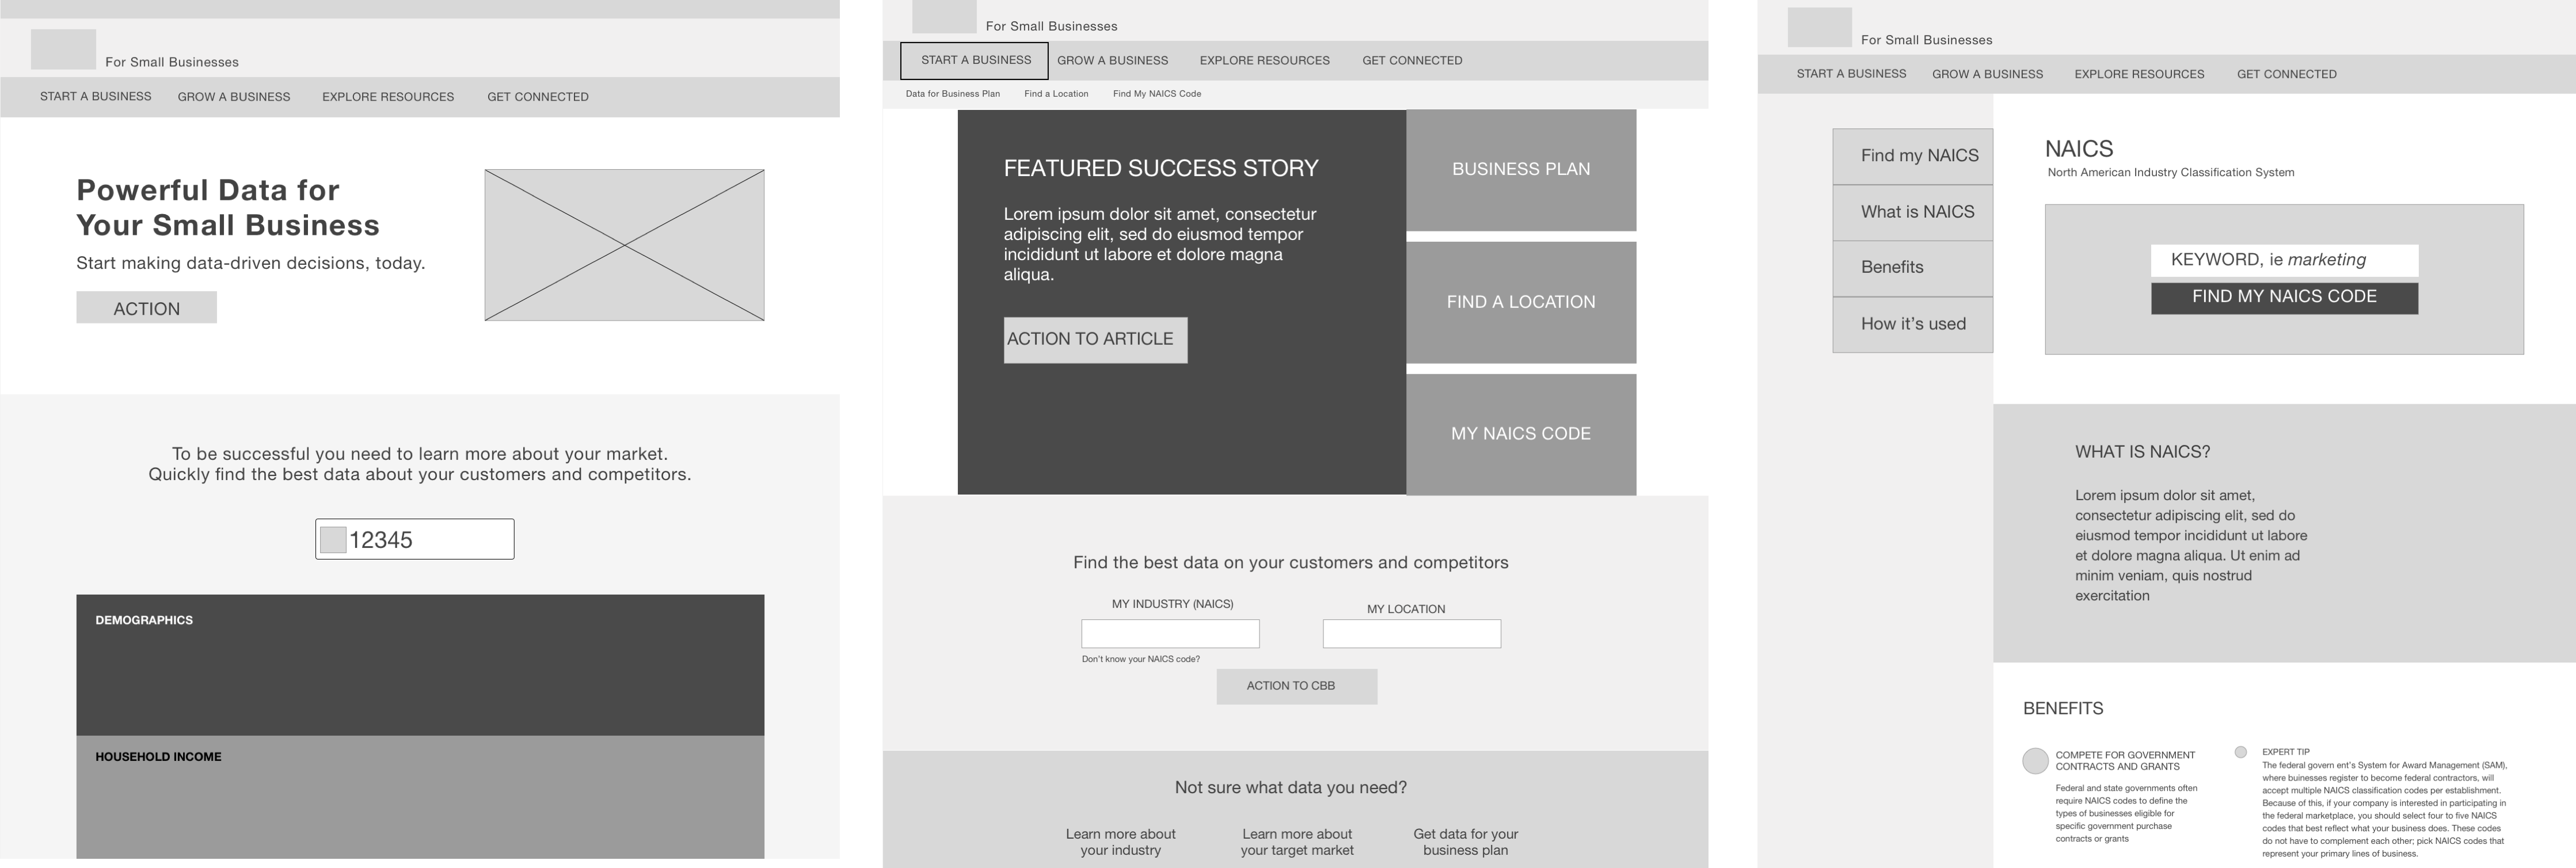 For Small Businesses
START A BUSINESS GROW A BUSINESS EXPLORE RESOURCES GET CONNECTED
Powerful Data for
Your Small Business
Start making data-driven decisions, today.
ACTION
To be successful you need to learn more about your market.
Quickly find the best data about your customers and competitors.
12345
DEMOGRAPHICS
HOUSEHOLD INCOME
For Small Businesses
START A BUSINESS GROW A BUSINESS EXPLORE RESOURCES GET CONNECTED
Data for Business Plan Find a Location Find My NAICS Code
FEATURED SUCCESS STORY
Lorem ipsum dolor sit amet, consectetur
adipiscing elit, sed do eiusmod tempor
incididunt ut labore et dolore magna
aliqua.
ACTION TO ARTICLE
BUSINESS PLAN
FIND A LOCATION
MY NAICS CODE
Find the best data on your customers and competitors
MY INDUSTRY (NAICS)
MY LOCATION
Don't know your NAICS code?
ACTION TO CBB
Not sure what data you need?
Learn more about
your industry
Learn more about
your target market
Get data for your
business plan
For Small Businesses
START A BUSINESS GROW A BUSINESS EXPLORE RESOURCES GET CONNECTED
Find my NAICS
What is NAICS
Benefits
How it's used
NAICS
North American Industry Classification System
KEYWORD, ie marketing
FIND MY NAICS CODE
WHAT IS NAICS?
Lorem ipsum dolor sit amet,
consectetur adipiscing elit, sed do
eiusmod tempor incididunt ut labore
et dolore magna aliqua. Ut enim ad
minim veniam, quis nostrud
exercitation
BENEFITS
COMPETE FOR GOVERNMENT
CONTRACTS AND GRANTS
Federal and state governments often
require NAICS codes to define the
types of businesses eligible for
specific government purchase
contracts or grants
EXPERT TIP
The federal govern ent's System for Award Management (SAM),
where buinesses register to become federal contractors, will
accept multiple NAICS classification codes per establishment.
Because of this, if your company is interested in participating in
the federal marketplace, you should select four to five NAICS
codes that best reflect what your business does. These codes
do not have to complement each other; pick NAICS codes that
represent your primary lines of business.